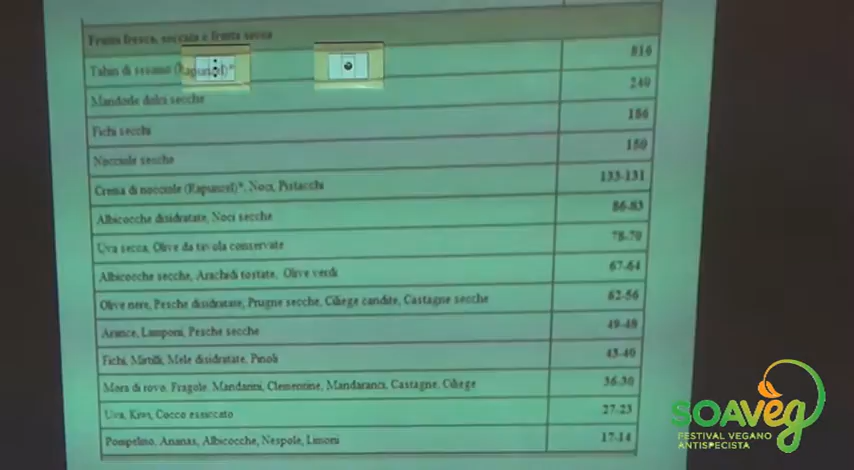 Frutta fresca, seccata e frutta secca
Tahin di sesamo (Rapunzel)* 816
Mandorle dolci secche 240
Fichi secchi 186
Nocciole secche 150
Crema di nocciole (Rapunzel)*, Noci, Pistacchi 133-131
Albicocche disidratate, Noci secche 86-83
Uva secca, Olive da tavola conservate 78-70
Albicocche secche, Arachidi tostate, Olive verdi 67-64
Olive nere, Pesche disidratate, Prugne secche, Ciliege candite, Castagne secche 62-56
Arance, Lamponi, Pesche secche 49-48
Fichi, Mirtilli, Mele disidratate, Pinoli 43-40
Mora di rovo, Fragole, Mandarini, Clementine, Mandaranci, Castagne, Ciliege 36-30
Uva, Kiwi, Cocco essiccato 27-23
Pompelmo, Ananas, Albicocche, Nespole, Limoni 17-14
SOAVEg
FESTIVAL VEGANO
ANTISPECISTA